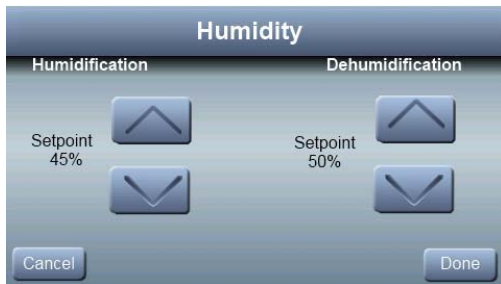 Humidity
Humidification
Dehumidification
Setpoint
45%
Setpoint
50%
Cancel
Done